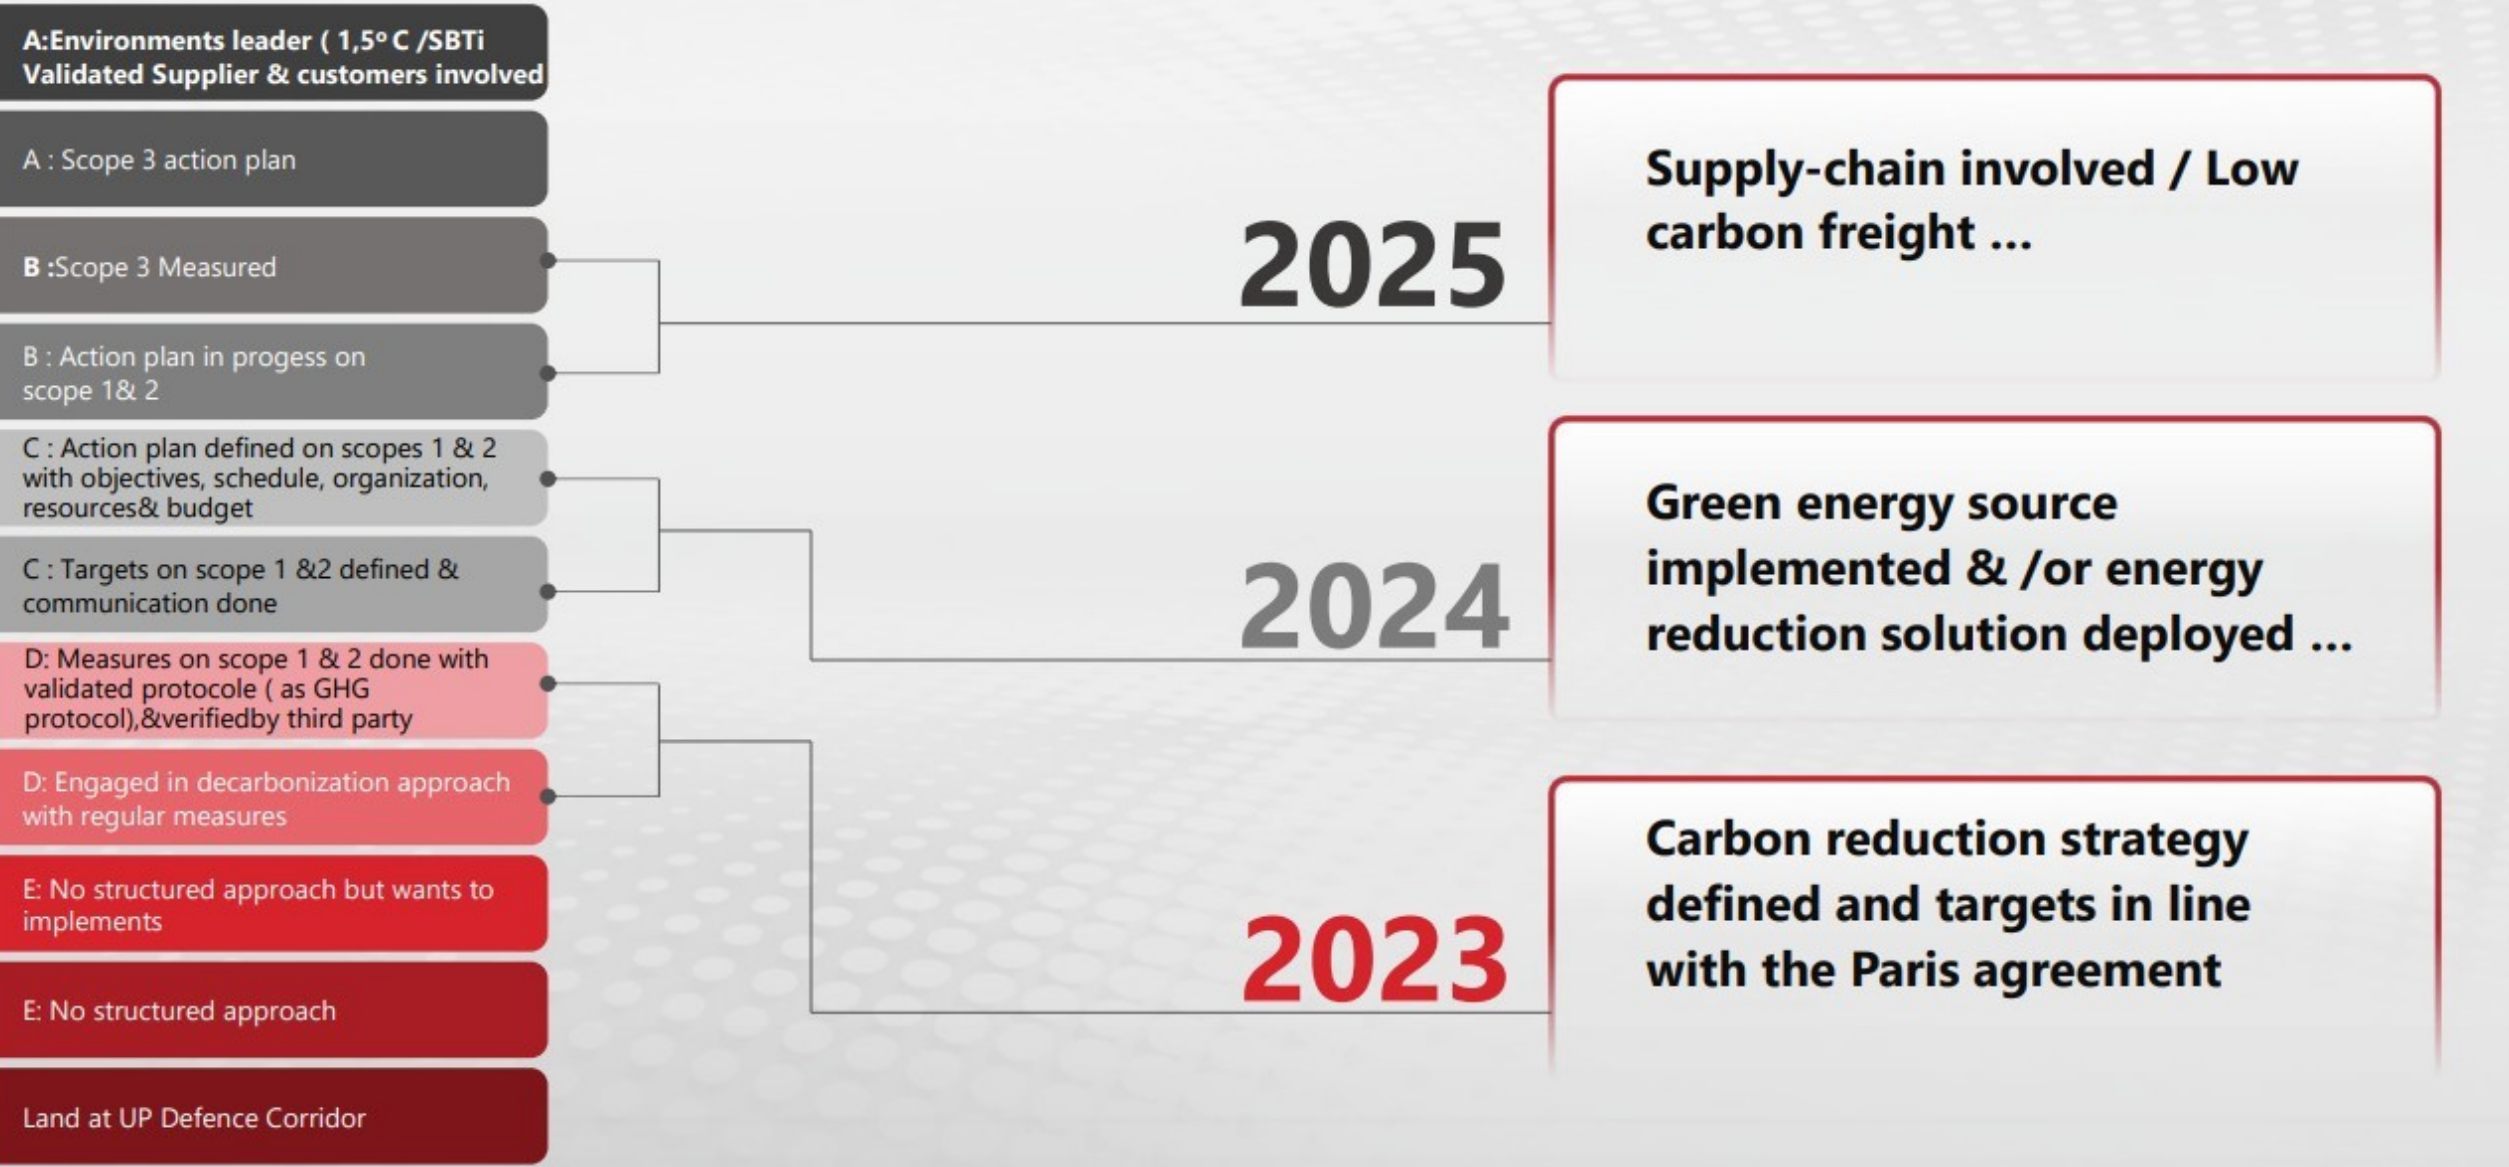 A:Environments leader ( 1,5º C /SBTi
Validated Supplier & customers involved
A : Scope 3 action plan
B :Scope 3 Measured
B : Action plan in progess on
scope 1& 2
C : Action plan defined on scopes 1 & 2
with objectives, schedule, organization,
resources& budget
C : Targets on scope 1 &2 defined &
communication done
D: Measures on scope 1 & 2 done with
validated protocole ( as GHG
protocol),&verifiedby third party
D: Engaged in decarbonization approach
with regular measures
E: No structured approach but wants to
implements
E: No structured approach
Land at UP Defence Corridor
2025
Supply-chain involved / Low
carbon freight ...
2024
Green energy source
implemented & /or energy
reduction solution deployed ...
2023
Carbon reduction strategy
defined and targets in line
with the Paris agreement